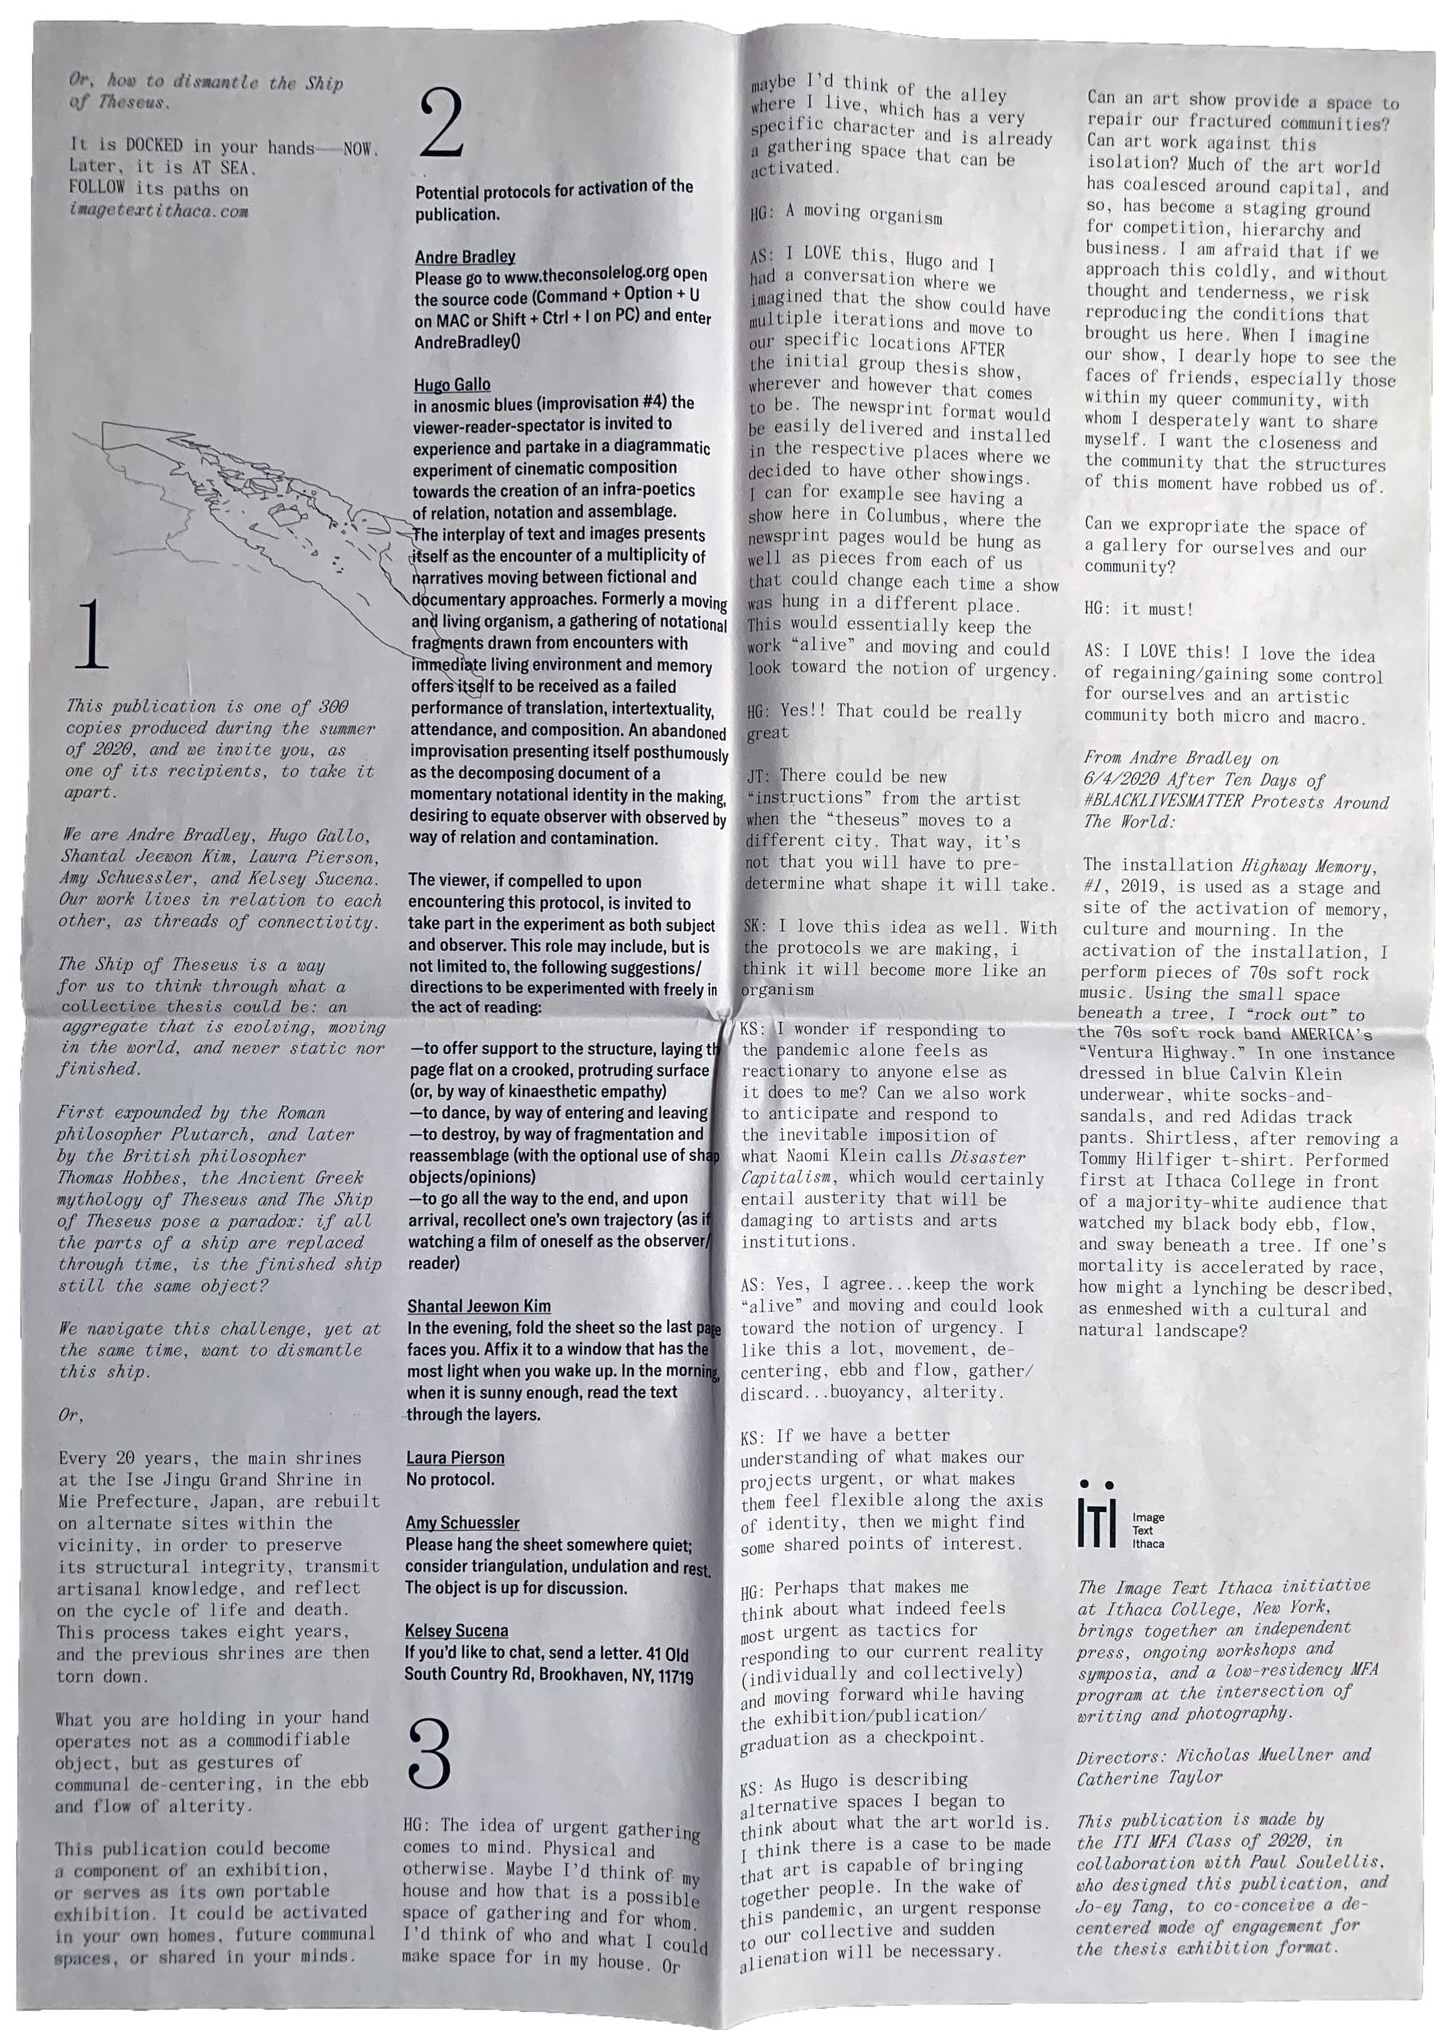 Or, how to dismantle the Ship
of Theseus.
It is DOCKED in your hands——NOW.
Later, it is AT SEA.
FOLLOW its paths on
imagetextithaca.com
1
This publication is one of 300
copies produced during the summer
of 2020, and we invite you, as
one of its recipients, to take it
apart.
We are Andre Bradley, Hugo Gallo,
Shantal Jeewon Kim, Laura Pierson,
Amy Schuessler, and Kelsey Sucena.
Our work lives in relation to each
other, as threads of connectivity.
The Ship of Theseus is a way
for us to think through what a
collective thesis could be: an
aggregate that is evolving, moving
in the world, and never static nor
finished.
First expounded by the Roman
philosopher Plutarch, and later
by the British philosopher
Thomas Hobbes, the Ancient Greek
mythology of Theseus and The Ship
of Theseus pose a paradox: if all
the parts of a ship are replaced
through time, is the finished ship
still the same object?
We navigate this challenge, yet at
the same time, want to dismantle
this ship.
Or,
Every 20 years, the main shrines
at the Ise Jingu Grand Shrine in
Mie Prefecture, Japan, are rebuilt
on alternate sites within the
vicinity, in order to preserve
its structural integrity, transmit
artisanal knowledge, and reflect
on the cycle of life and death.
This process takes eight years,
and the previous shrines are then
torn down.
What you are holding in your hand
operates not as a commodifiable
object, but as gestures of
communal de-centering, in the ebb
and flow of alterity.
This publication could become
a component of an exhibition,
or serves as its own portable
exhibition. It could be activated
in your own homes, future communal
spaces, or shared in your minds.
2
Potential protocols for activation of the
publication.
Andre Bradley
Please go to www.theconsolelog.org open
the source code (Command + Option + U
on MAC or Shift + Ctrl + I on PC) and enter
AndreBradley()
Hugo Gallo
in anosmic blues (improvisation #4) the
viewer-reader-spectator is invited to
experience and partake in a diagrammatic
experiment of cinematic composition
towards the creation of an infra-poetics
of relation, notation and assemblage.
The interplay of text and images presents
itself as the encounter of a multiplicity of
narratives moving between fictional and
documentary approaches. Formerly a moving
and living organism, a gathering of notational
fragments drawn from encounters with
immediate living environment and memory
offers itself to be received as a failed
performance of translation, intertextuality,
attendance, and composition. An abandoned
improvisation presenting itself posthumously
as the decomposing document of a
momentary notational identity in the making,
desiring to equate observer with observed by
way of relation and contamination.
The viewer, if compelled to upon
encountering this protocol, is invited to
take part in the experiment as both subject
and observer. This role may include, but is
not limited to, the following suggestions/
directions to be experimented with freely in
the act of reading:
—to offer support to the structure, laying th
page flat on a crooked, protruding surface
(or, by way of kinaesthetic empathy)
—to dance, by way of entering and leaving
—to destroy, by way of fragmentation and
reassemblage (with the optional use of shap
objects/opinions)
—to go all the way to the end, and upon
arrival, recollect one's own trajectory (as if
watching a film of oneself as the observer/
reader)
Shantal Jeewon Kim
In the evening, fold the sheet so the last page
faces you. Affix it to a window that has the
most light when you wake up. In the morning,
when it is sunny enough, read the text
through the layers.
Laura Pierson
No protocol.
Amy Schuessler
Please hang the sheet somewhere quiet;
consider triangulation, undulation and rest.
The object is up for discussion.
Kelsey Sucena
If you'd like to chat, send a letter. 41 Old
South Country Rd, Brookhaven, NY, 11719
3
HG: The idea of urgent gathering
comes to mind. Physical and
otherwise. Maybe I'd think of my
house and how that is a possible
space of gathering and for whom.
I'd think of who and what I could
make space for in my house. Or
maybe I'd think of the alley
where I live, which has a very
specific character and is already
a gathering space that can be
activated.
HG: A moving organism
AS: I LOVE this, Hugo and I
had a conversation where we
imagined that the show could have
multiple iterations and move to
our specific locations AFTER
the initial group thesis show,
wherever and however that comes
to be. The newsprint format would
be easily delivered and installed
in the respective places where we
decided to have other showings.
I can for example see having a
show here in Columbus, where the
newsprint pages would be hung as
well as pieces from each of us
that could change each time a show
was hung in a different place.
This would essentially keep the
work “alive” and moving and could
look toward the notion of urgency.
HG: Yes!! That could be really
great
JT: There could be new
“instructions” from the artist
when the “theseus” moves to a
different city. That way, it's
not that you will have to pre-
determine what shape it will take.
SK: I love this idea as well. With
the protocols we are making, i
think it will become more like an
organism
KS: I wonder if responding to
the pandemic alone feels as
reactionary to anyone else as
it does to me? Can we also work
to anticipate and respond to
the inevitable imposition of
what Naomi Klein calls Disaster
Capitalism, which would certainly
entail austerity that will be
damaging to artists and arts
institutions.
AS: Yes, I agree...keep the work
“alive” and moving and could look
toward the notion of urgency. I
like this a lot, movement, de-
centering, ebb and flow, gather/
discard...buoyancy, alterity.
KS: If we have a better
understanding of what makes our
projects urgent, or what makes
them feel flexible along the axis
of identity, then we might find
some shared points of interest.
HG: Perhaps that makes me
think about what indeed feels
most urgent as tactics for
responding to our current reality
(individually and collectively)
and moving forward while having
the exhibition/publication/
graduation as a checkpoint.
KS: As Hugo is describing
alternative spaces I began to
think about what the art world is.
I think there is a case to be made
that art is capable of bringing
together people. In the wake of
this pandemic, an urgent response
to our collective and sudden
alienation will be necessary.
Can an art show provide a space to
repair our fractured communities?
Can art work against this
isolation? Much of the art world
has coalesced around capital, and
so, has become a staging ground
for competition, hierarchy and
business. I am afraid that if we
approach this coldly, and without
thought and tenderness, we risk
reproducing the conditions that
brought us here. When I imagine
our show, I dearly hope to see the
faces of friends, especially those
within my queer community, with
whom I desperately want to share
myself. I want the closeness and
the community that the structures
of this moment have robbed us of.
Can we expropriate the space of
a gallery for ourselves and our
community?
HG: it must!
AS: I LOVE this! I love the idea
of regaining/gaining some control
for ourselves and an artistic
community both micro and macro.
From Andre Bradley on
6/4/2020 After Ten Days of
#BLACKLIVESMATTER Protests Around
The World:
The installation Highway Memory,
#1, 2019, is used as a stage and
site of the activation of memory,
culture and mourning. In the
activation of the installation, I
perform pieces of 70s soft rock
music. Using the small space
beneath a tree, I “rock out” to
the 70s soft rock band AMERICA's
“Ventura Highway.” In one instance
dressed in blue Calvin Klein
underwear, white socks-and-
sandals, and red Adidas track
pants. Shirtless, after removing a
Tommy Hilfiger t-shirt. Performed
first at Ithaca College in front
of a majority-white audience that
watched my black body ebb, flow,
and sway beneath a tree. If one's
mortality is accelerated by race,
how might a lynching be described,
as enmeshed with a cultural and
natural landscape?
iTi
Image
Text
Ithaca
The Image Text Ithaca initiative
at Ithaca College, New York,
brings together an independent
press, ongoing workshops and
symposia, and a low-residency MFA
program at the intersection of
writing and photography.
Directors: Nicholas Muellner and
Catherine Taylor
This publication is made by
the ITI MFA Class of 2020, in
collaboration with Paul Soulellis,
who designed this publication, and
Jo-ey Tang, to co-conceive a de-
centered mode of engagement for
the thesis exhibition format.